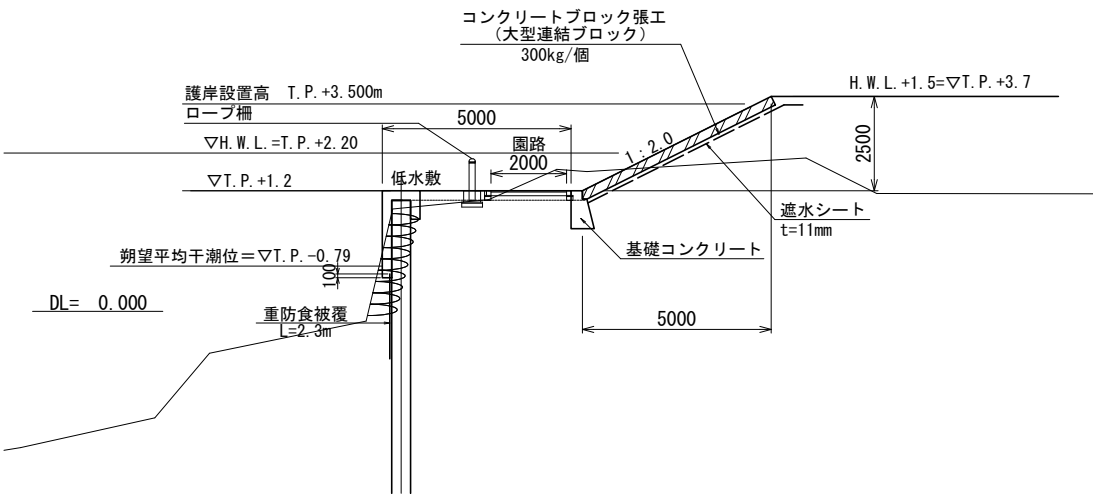 コンクリートブロック張工
(大型連結ブロック)
300kg/個
H.W.L.+1.5=▽T.P.+3.7
護岸設置高 T.P.+3.500m
ロープ柵
5000
▽H.W.L.=T.P.+2.20
園路
2000
1:2.0
2500
▽T.P.+1.2
低水敷
遮水シート
t=11mm
基礎コンクリート
朔望平均干潮位=▽T.P.-0.79
100
DL= 0.000
重防食被覆
L=2.3m
5000